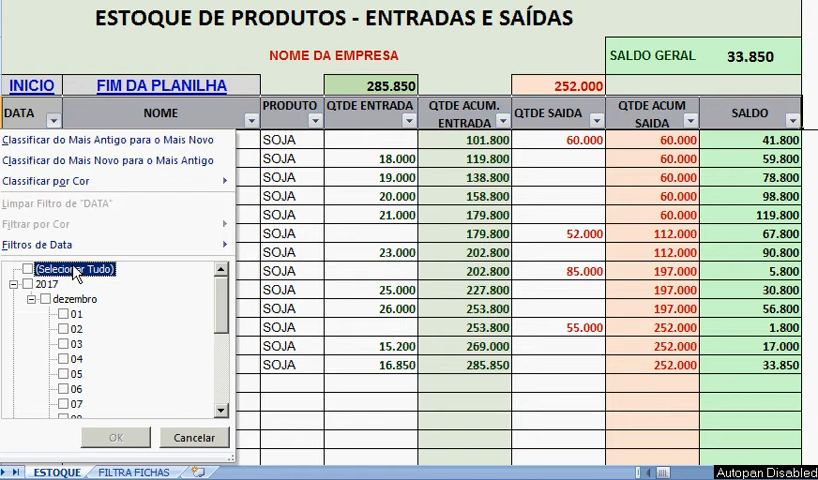 ESTOQUE DE PRODUTOS - ENTRADAS E SAÍDAS
NOME DA EMPRESA
SALDO GERAL 33.850
INICIO FIM DA PLANILHA 285.850 252.000
DATA NOME PRODUTO QTDE ENTRADA QTDE ACUM. ENTRADA QTDE SAIDA QTDE ACUM SAIDA SALDO
SOJA 101.800 60.000 60.000 41.800
SOJA 18.000 119.800 60.000 59.800
SOJA 19.000 138.800 60.000 78.800
SOJA 20.000 158.800 60.000 98.800
SOJA 21.000 179.800 60.000 119.800
SOJA 179.800 52.000 112.000 67.800
SOJA 23.000 202.800 112.000 90.800
SOJA 202.800 85.000 197.000 5.800
SOJA 25.000 227.800 197.000 30.800
SOJA 26.000 253.800 197.000 56.800
SOJA 253.800 55.000 252.000 1.800
SOJA 15.200 269.000 252.000 17.000
SOJA 16.850 285.850 252.000 33.850
Classificar do Mais Antigo para o Mais Novo
Classificar do Mais Novo para o Mais Antigo
Classificar por Cor
Limpar Filtro de "DATA"
Filtrar por Cor
Filtros de Data
(Selecionar Tudo)
2017
dezembro
01
02
03
04
05
06
07
OK Cancelar
ESTOQUE FILTRA FICHAS
Autopan Disabled